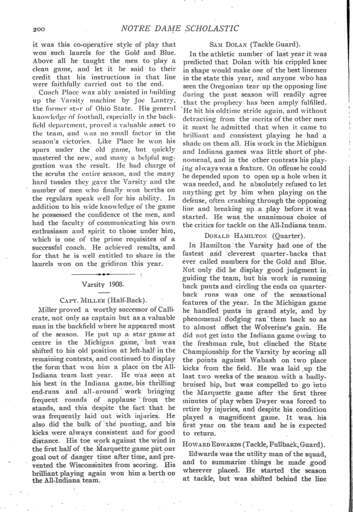 200
NOTRE DAME SCHOLASTIC
it was this co-operative style of play that
won such laurels for the Gold and Blue.
Above all he taught the men to play a
clean game, and let it be said to their
credit that his instructions in that line
were faithfully carried out to the end.
Coach Place was ably assisted in building
up the Varsity machine by Joe Lantry,
the former star of Ohio State. His general
knowledge of football, especially in the back-
field department, proved a valuable asset to
the team, and was no small factor in the
season's victories. Like Place he won his
spurs under the old game, but quickly
mastered the new, and many a helpful sug-
gestion was the result. He had charge of
the scrubs the entire season, and the many
hard tussles they gave the Varsity and the
number of men who finally won berths on
the regulars speak well for his ability. In
addition to his wide knowledge of the game
he possessed the confidence of the men, and
had the faculty of communicating his own
enthusiasm and spirit to those under him,
which is one of the prime requisites of a
successful coach. He achieved results, and
for that he is well entitled to share in the
laurels won on the gridiron this year.
Varsity 1908.
CAPT. MILLER (Half-Back).
Miller proved a worthy successor of Calli-
crate, not only as captain but as a valuable
man in the backfield where he appeared most
of the season. He put up a star game at
centre in the Michigan game, but was
shifted to his old position at left-half in the
remaining contests, and continued to display
the form that won him a place on the All-
Indiana team last year. He was seen at
his best in the Indiana game, his thrilling
end-runs and all-around work bringing
frequent rounds of applause from the
stands, and this despite the fact that he
was frequently laid out with injuries. He
also did the bulk of the punting, and his
kicks were always consistent and for good
distance. His toe work against the wind in
the first half of the Marquette game put our
goal out of danger time after time, and pre-
vented the Wisconsinites from scoring. His
brilliant playing again won him a berth on
the All-Indiana team.
SAM DOLAN (Tackle Guard).
In the athletic number of last year it was
predicted that Dolan with his crippled knee
in shape would make one of the best linemen
in the state this year, and anyone who has
seen the Oregonian tear up the opposing line
during the past season will readily agree
that the prophecy has been amply fulfilled.
He hit his oldtime stride again, and without
detracting from the merits of the other men
it must be admitted that when it came to
brilliant and consistent playing he had a
shade on them all. His work in the Michigan
and Indiana games was little short of phe-
nomenal, and in the other contests his play-
ing always was a feature. On offense he could
be depended upon to open up a hole when it
was needed, and he absolutely refused to let
anything get by him when playing on the
defense, often crashing through the opposing
line and breaking up a play before it was
started. He was the unanimous choice of
the critics for tackle on the All-Indiana team.
DONALD HAMILTON (Quarter).
In Hamilton the Varsity had one of the
fastest and cleverest quarter-backs that
ever called numbers for the Gold and Blue.
Not only did he display good judgment in
guiding the team, but his work in running
back punts and circling the ends on quarter-
back runs was one of the sensational
features of the year. In the Michigan game
he handled punts in grand style, and by
phenomenal dodging ran them back so as
to almost offset the Wolverine's gain. He
did not get into the Indiana game owing to
the freshman rule, but clinched the State
Championship for the Varsity by scoring all
the points against Wabash on two place
kicks from the field. He was laid up the
last two weeks of the season with a badly-
bruised hip, but was compelled to go into
the Marquette game after the first three
minutes of play when Dwyer was forced to
retire by injuries, and despite his condition
played a magnificent game. It was his
first year on the team and he is expected
to return.
HOWARD EDWARDS (Tackle, Fullback, Guard).
Edwards was the utility man of the squad,
and to summarize things he made good
wherever placed. He started the season
at tackle, but was shifted behind the line